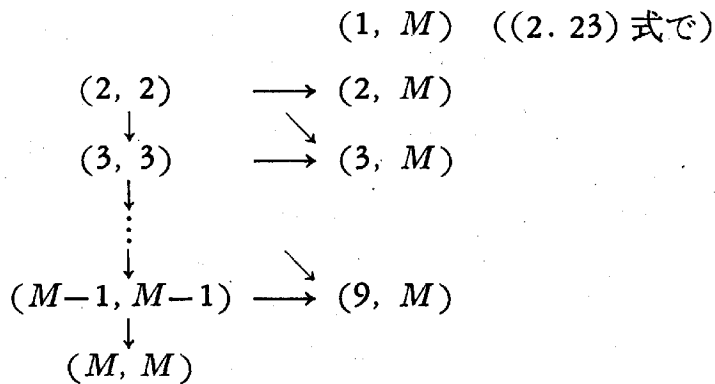 (1, M) ((2.23)式で)
(2, 2) → (2, M)
↓ ↘
(3, 3) → (3, M)
↓
⋮
↓ ↘
(M−1, M−1) → (9, M)
↓
(M, M)